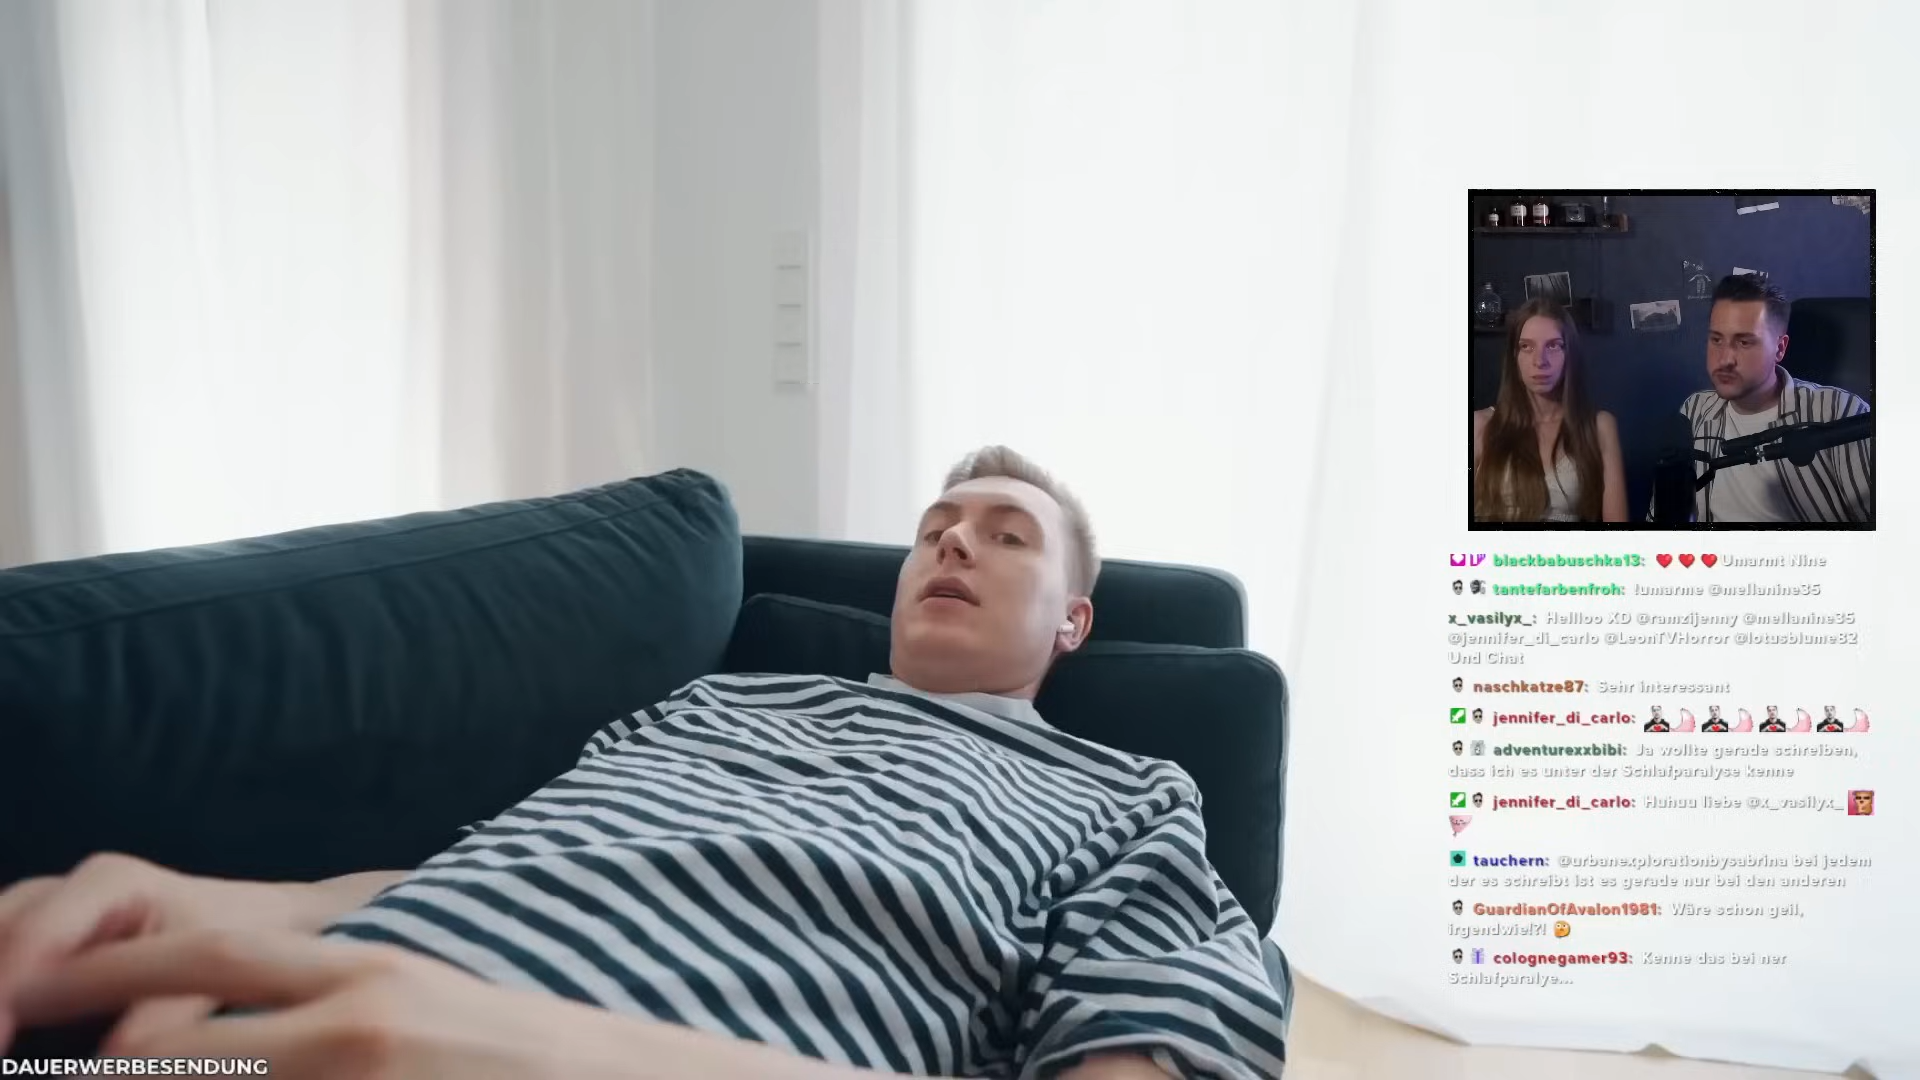 blackbabuschka13: Umarmt Nine
tantefarbenfroh: !umarme @mellanine35
x_vasilyx_: Hellloo XD @ramzijenny @mellanine35
@jennifer_di_carlo @LeonTVHorror @lotusblume82
Und Chat
naschkatze87: Sehr interessant
jennifer_di_carlo:
adventurexxbibi: Ja wollte gerade schreiben,
dass ich es unter der Schlafparalyse kenne
jennifer_di_carlo: Huhuu liebe @x_vasilyx_
tauchern: @urbanexplorationbysabrina bei jedem
der es schreibt ist es gerade nur bei den anderen
GuardianOfAvalon1981: Wäre schon geil,
irgendwie!?!
colognegamer93: Kenne das bei ner
Schlafparalye...
DAUERWERBESENDUNG